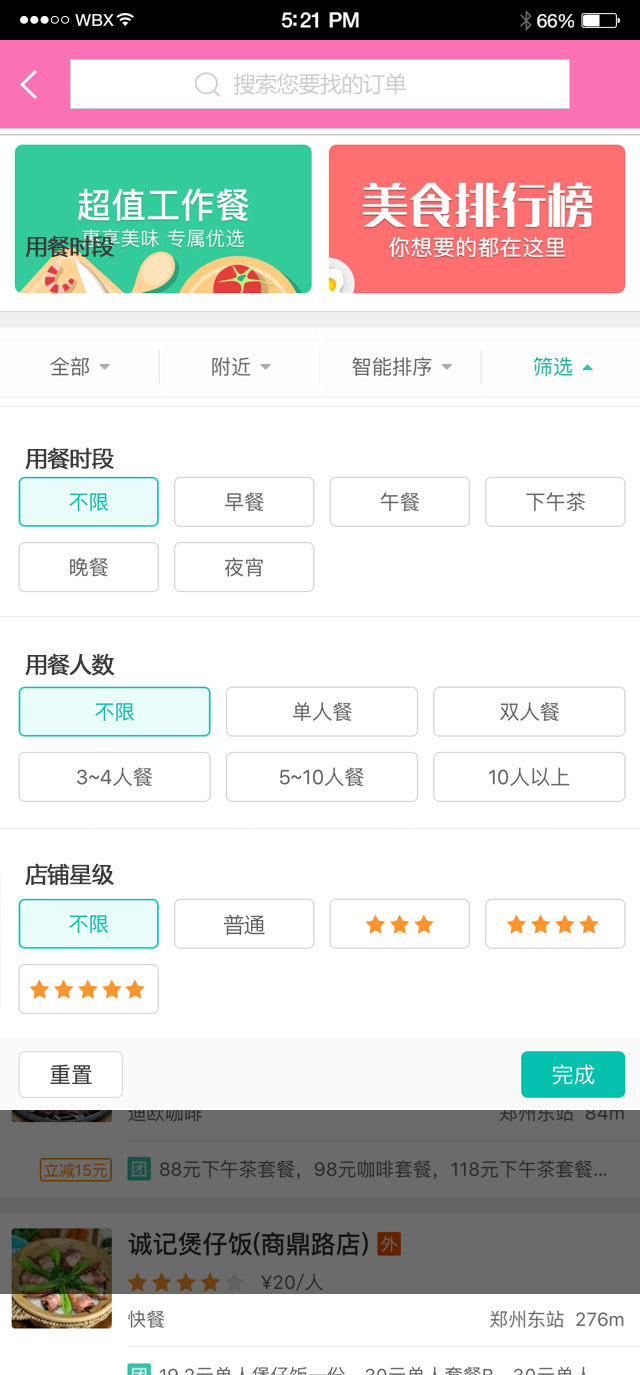 WBX 5:21 PM 66%
搜索您要找的订单
超值工作餐
享美味 专属优选
用餐时段
美食排行榜
你想要的都在这里
全部 附近 智能排序 筛选
用餐时段
不限 早餐 午餐 下午茶
晚餐 夜宵
用餐人数
不限 单人餐 双人餐
3~4人餐 5~10人餐 10人以上
店铺星级
不限 普通
重置 完成
迪欧咖啡 郑州东站 84m
立减15元 团 88元下午茶套餐，98元咖啡套餐，118元下午茶套餐...
诚记煲仔饭(商鼎路店) 外
¥20/人
快餐 郑州东站 276m
团 19.2元单人煲仔饭一份，30元单人套餐B，30元单人